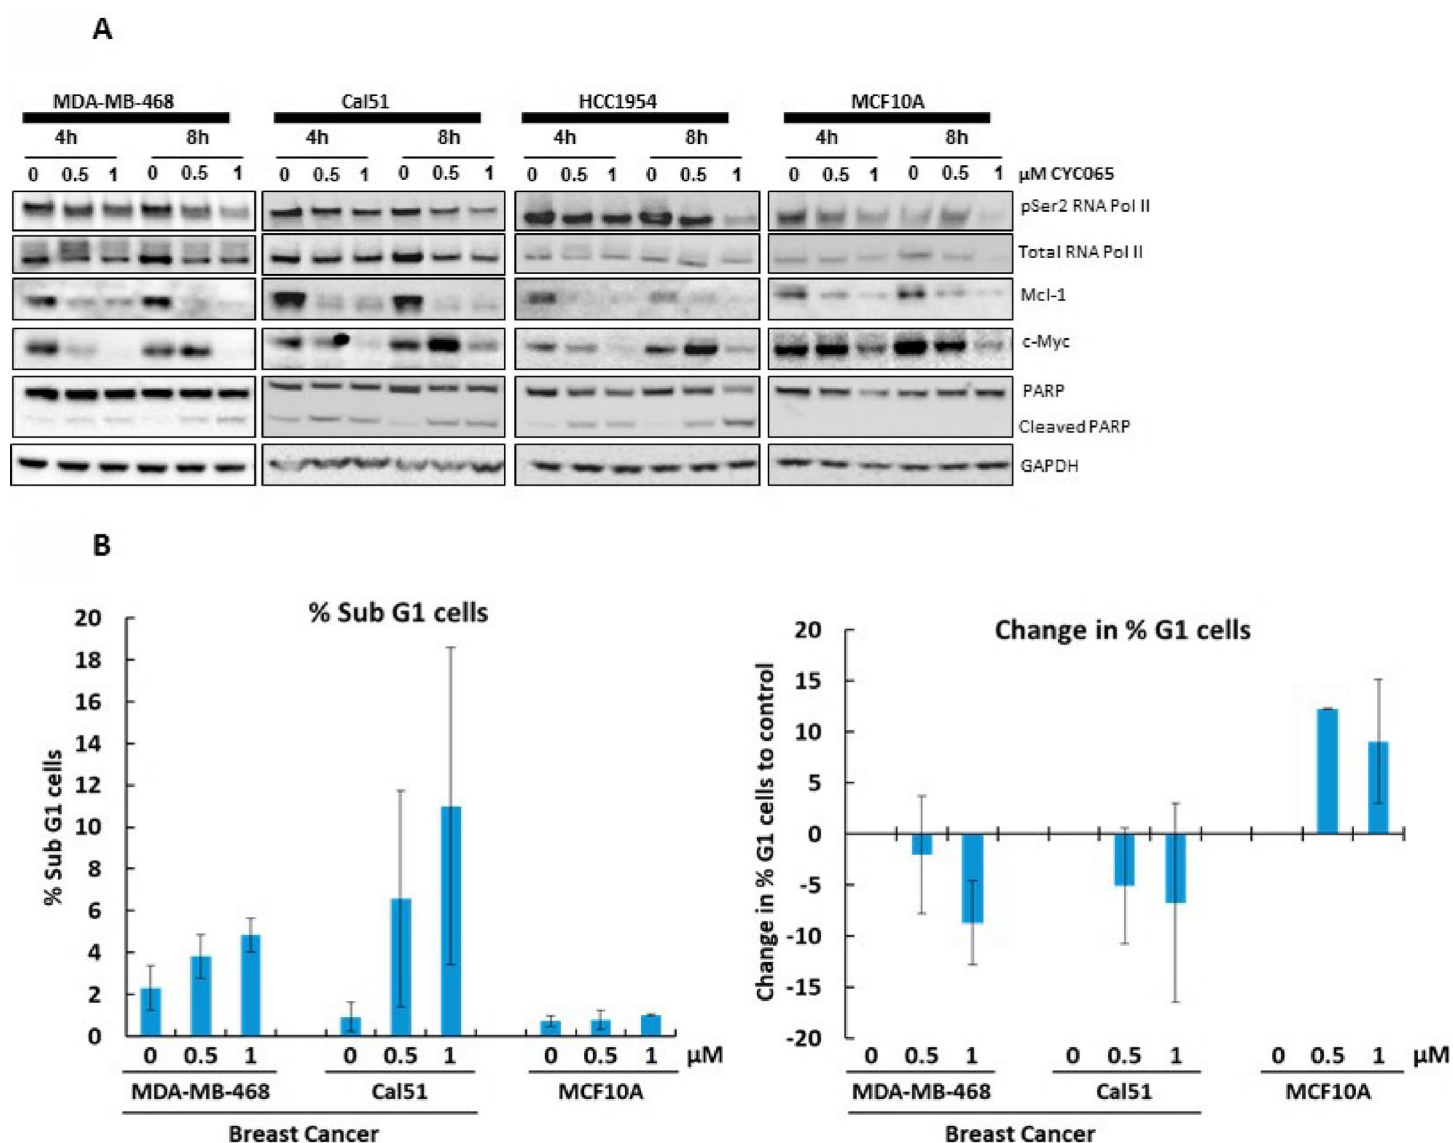 A
MDA-MB-468 Cal51 HCC1954 MCF10A
4h 8h 4h 8h 4h 8h 4h 8h
0 0.5 1 0 0.5 1 0 0.5 1 0 0.5 1 0 0.5 1 0 0.5 1 0 0.5 1 0 0.5 1 µM CYC065
pSer2 RNA Pol II
Total RNA Pol II
Mcl-1
c-Myc
PARP
Cleaved PARP
GAPDH
B
% Sub G1 cells
% Sub G1 cells
20
18
16
14
12
10
8
6
4
2
0
0 0.5 1 0 0.5 1 0 0.5 1 µM
MDA-MB-468 Cal51 MCF10A
Breast Cancer
Change in % G1 cells
Change in % G1 cells to control
20
15
10
5
0
-5
-10
-15
-20
0 0.5 1 0 0.5 1 0 0.5 1 µM
MDA-MB-468 Cal51 MCF10A
Breast Cancer